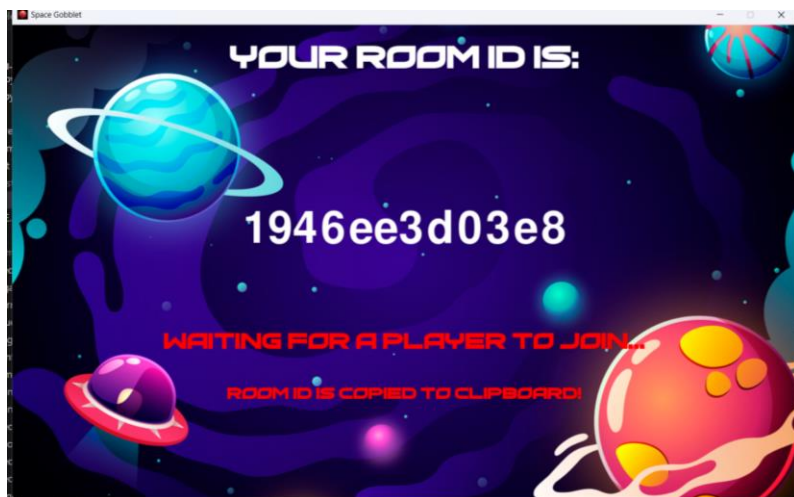 Space Gobblet
YOUR ROOM ID IS:
1946ee3d03e8
WAITING FOR A PLAYER TO JOIN...
ROOM ID IS COPIED TO CLIPBOARD!